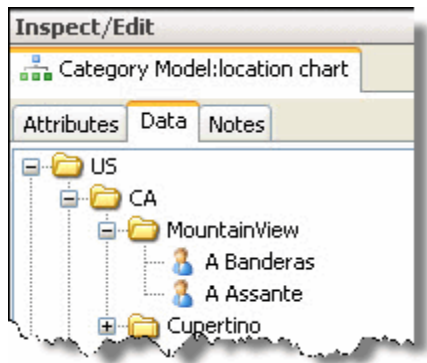 Inspect/Edit
Category Model:location chart
Attributes Data Notes
US
CA
MountainView
A Banderas
A Assante
Cupertino